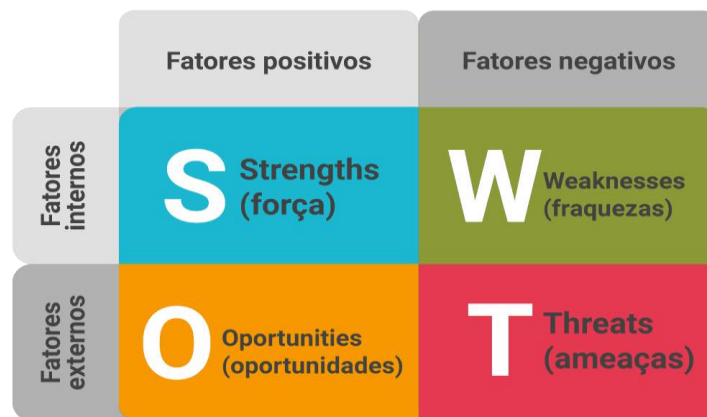 Fatores positivos
Fatores negativos
Fatores
internos
S
Strengths
(força)
W
Weaknesses
(fraquezas)
Fatores
externos
O
Oportunities
(oportunidades)
T
Threats
(ameaças)